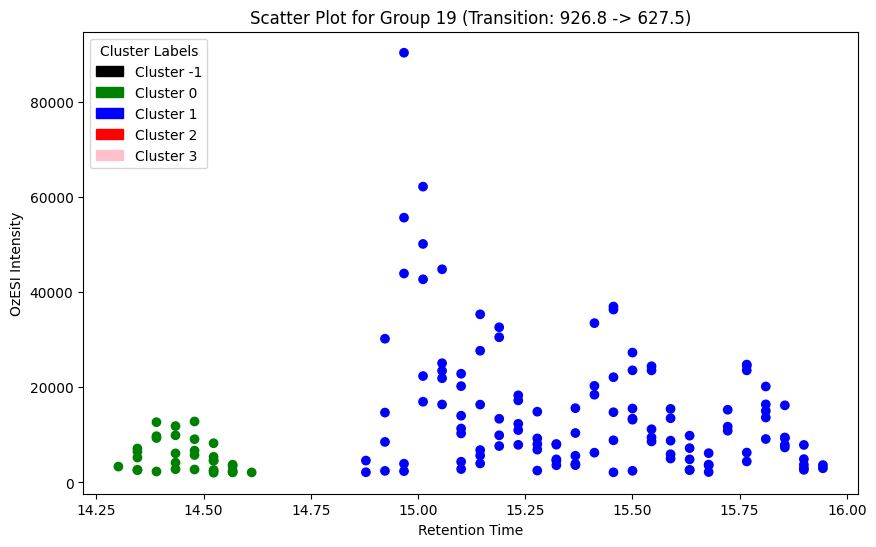 Scatter Plot for Group 19 (Transition: 926.8 -> 627.5)
Cluster Labels
Cluster -1
Cluster 0
Cluster 1
Cluster 2
Cluster 3
OzESI Intensity
80000
60000
40000
20000
0
14.25 14.50 14.75 15.00 15.25 15.50 15.75 16.00
Retention Time